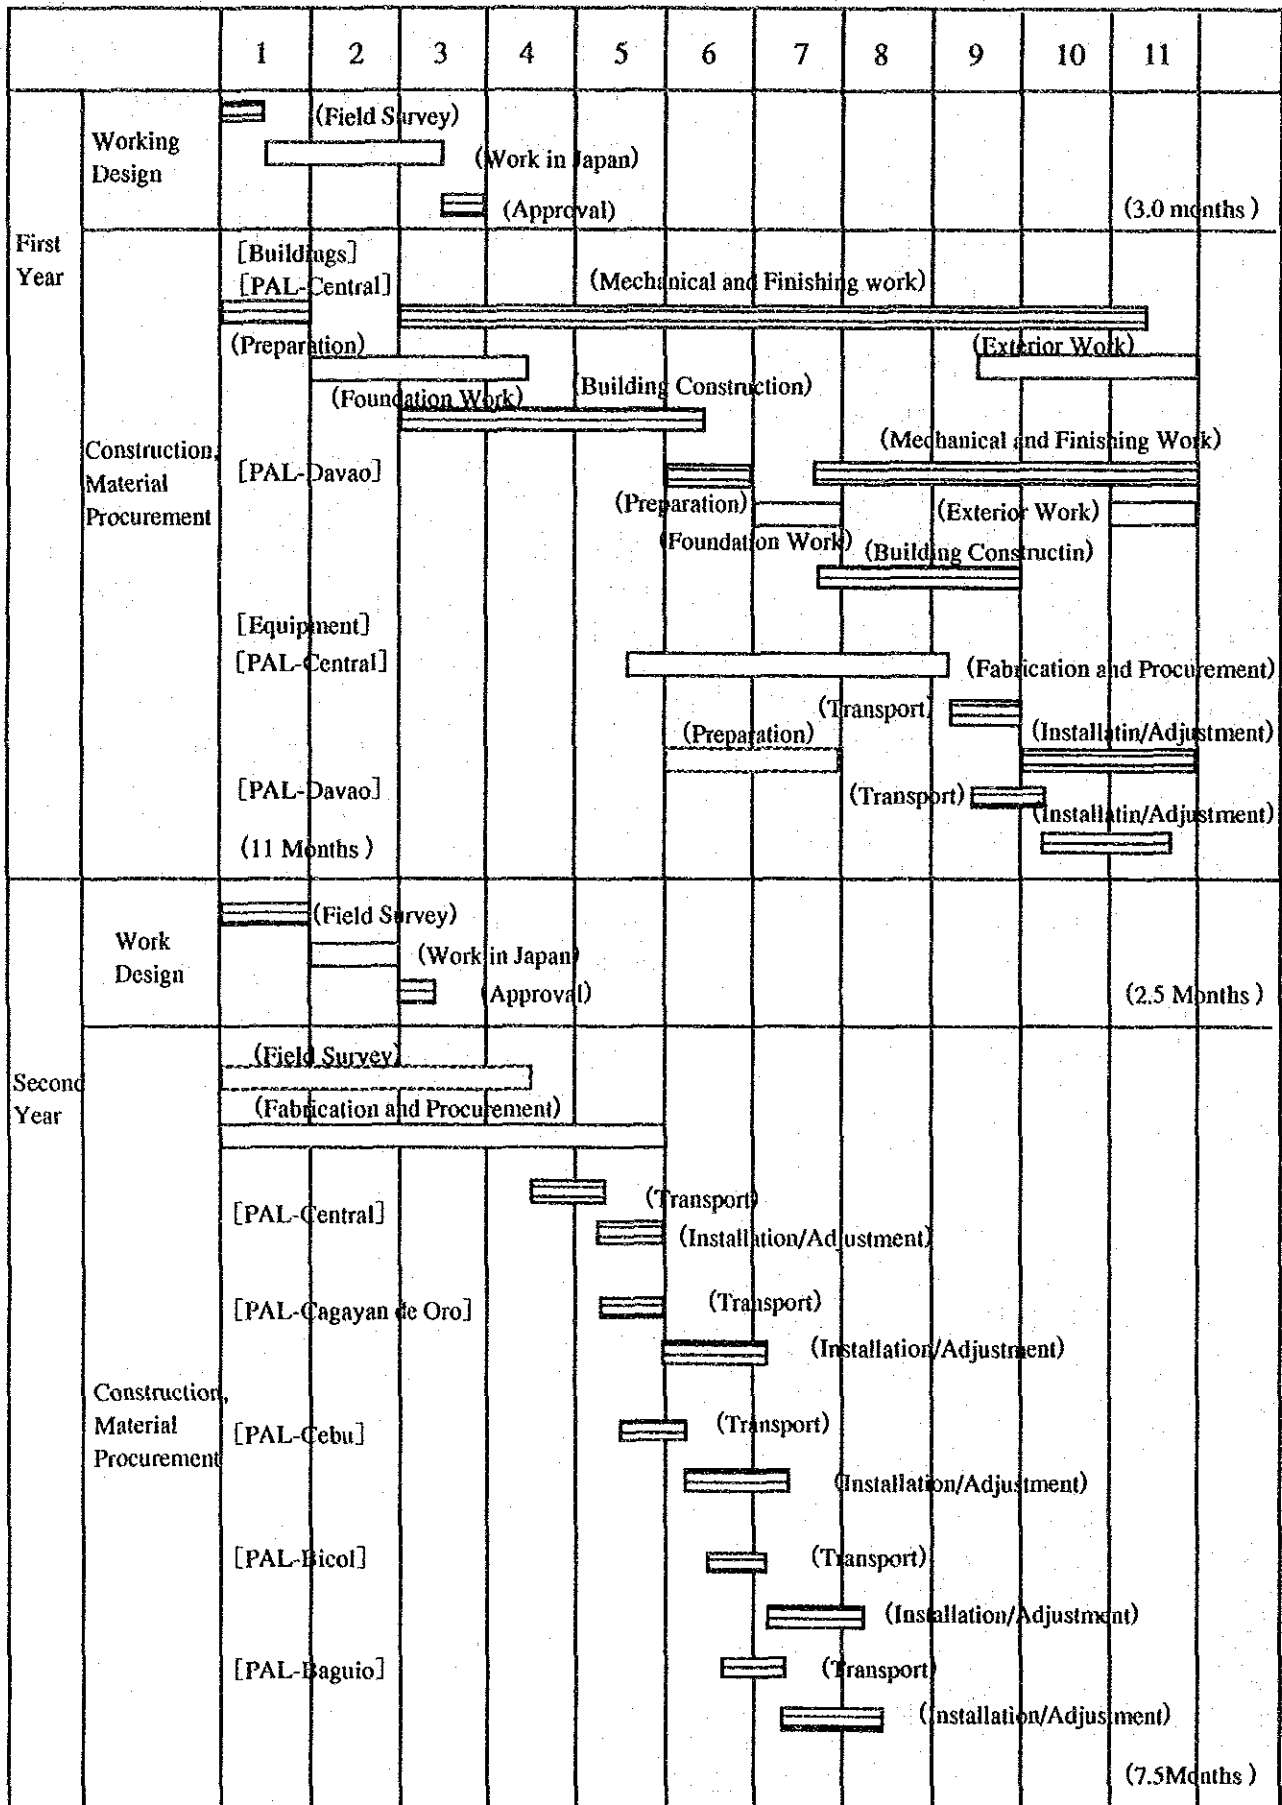 1 2 3 4 5 6 7 8 9 10 11
First
Year
Working
Design
(Field Survey)
(Work in Japan)
(Approval)
(3.0 months )
Construction,
Material
Procurement
[Buildings]
[PAL-Central]
(Mechanical and Finishing work)
(Preparation)
(Exterior Work)
(Foundation Work)
(Building Construction)
(Mechanical and Finishing Work)
[PAL-Davao]
(Preparation)
(Exterior Work)
(Foundation Work)
(Building Constructin)
[Equipment]
[PAL-Central]
(Fabrication and Procurement)
(Transport)
(Preparation)
(Installatin/Adjustment)
[PAL-Davao]
(Transport)
(Installatin/Adjustment)
(11 Months )
Second
Year
Work
Design
(Field Survey)
(Work in Japan)
(Approval)
(2.5 Months )
Construction,
Material
Procurement
(Field Survey)
(Fabrication and Procurement)
[PAL-Central]
(Transport)
(Installation/Adjustment)
[PAL-Cagayan de Oro]
(Transport)
(Installation/Adjustment)
[PAL-Cebu]
(Transport)
(Installation/Adjustment)
[PAL-Bicol]
(Transport)
(Installation/Adjustment)
[PAL-Baguio]
(Transport)
(Installation/Adjustment)
(7.5Months )